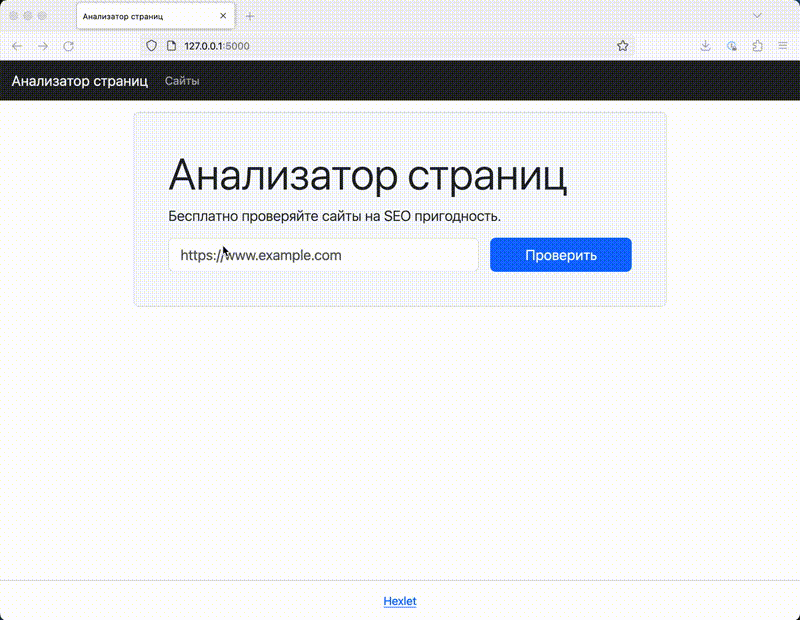 Анализатор страниц
127.0.0.1:5000
Анализатор страниц Сайты
Анализатор страниц
Бесплатно проверяйте сайты на SEO пригодность.
https://www.example.com Проверить
Hexlet